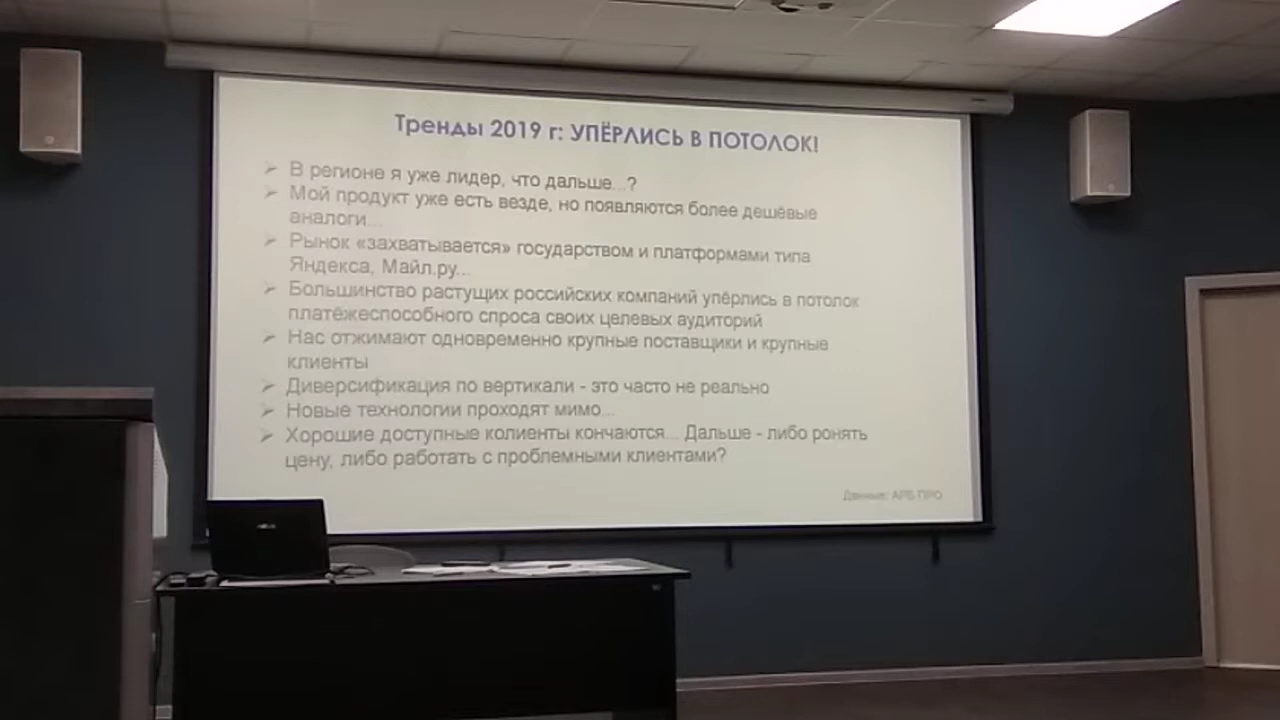 Тренды 2019 г: УПЁРЛИСЬ В ПОТОЛОК!
В регионе я уже лидер, что дальше...?
Мой продукт уже есть везде, но появляются более дешёвые
аналоги...
Рынок «захватывается» государством и платформами типа
Яндекса, Майл.ру...
Большинство растущих российских компаний упёрлись в потолок
платёжеспособного спроса своих целевых аудиторий
Нас отжимают одновременно крупные поставщики и крупные
клиенты
Диверсификация по вертикали - это часто не реально
Новые технологии проходят мимо...
Хорошие доступные колиенты кончаются... Дальше - либо ронять
цену, либо работать с проблемными клиентами?
Данные: АРБ ПРО